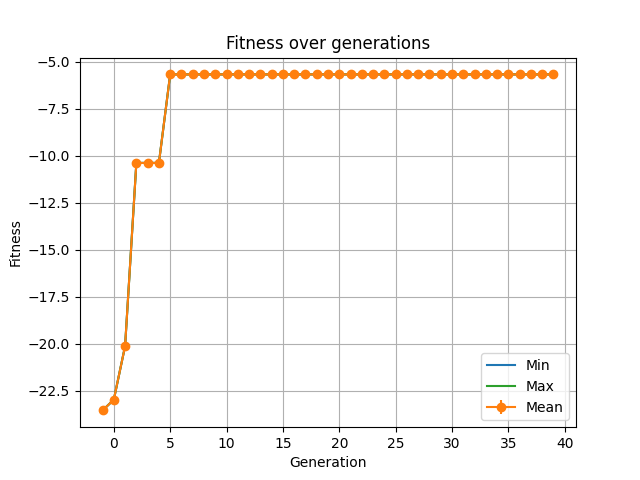 Fitness over generations
−5.0
−7.5
−10.0
−12.5
−15.0
−17.5
−20.0
−22.5
Fitness
0 5 10 15 20 25 30 35 40
Generation
Min
Max
Mean